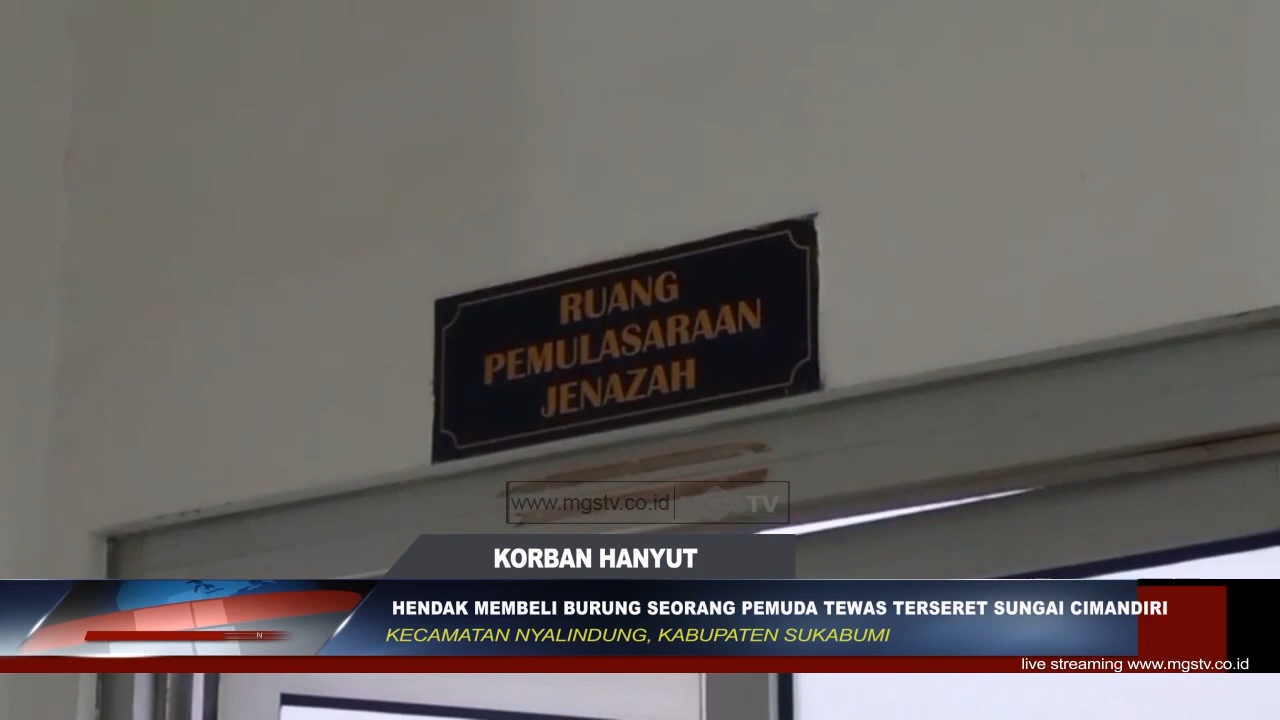 RUANG
PEMULASARAAN
JENAZAH
www.mgstv.co.id MGSTV
KORBAN HANYUT
HENDAK MEMBELI BURUNG SEORANG PEMUDA TEWAS TERSERET SUNGAI CIMANDIRI
KECAMATAN NYALINDUNG, KABUPATEN SUKABUMI
N
live streaming www.mgstv.co.id